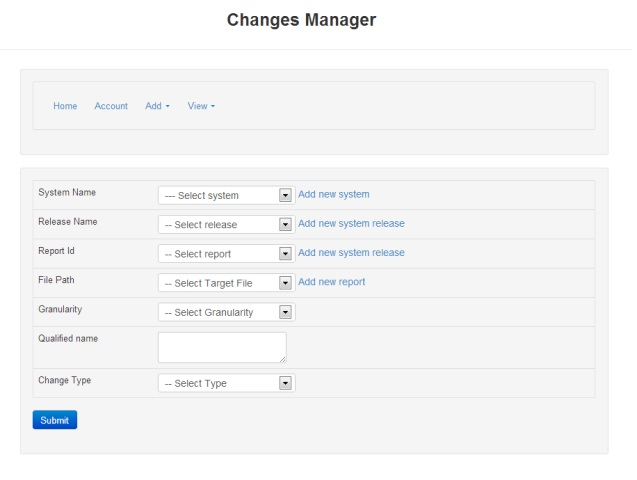 Changes Manager
Home Account Add View
System Name --- Select system Add new system
Release Name -- Select release Add new system release
Report Id -- Select report Add new system release
File Path -- Select Target File Add new report
Granularity -- Select Granularity
Qualified name
Change Type -- Select Type
Submit